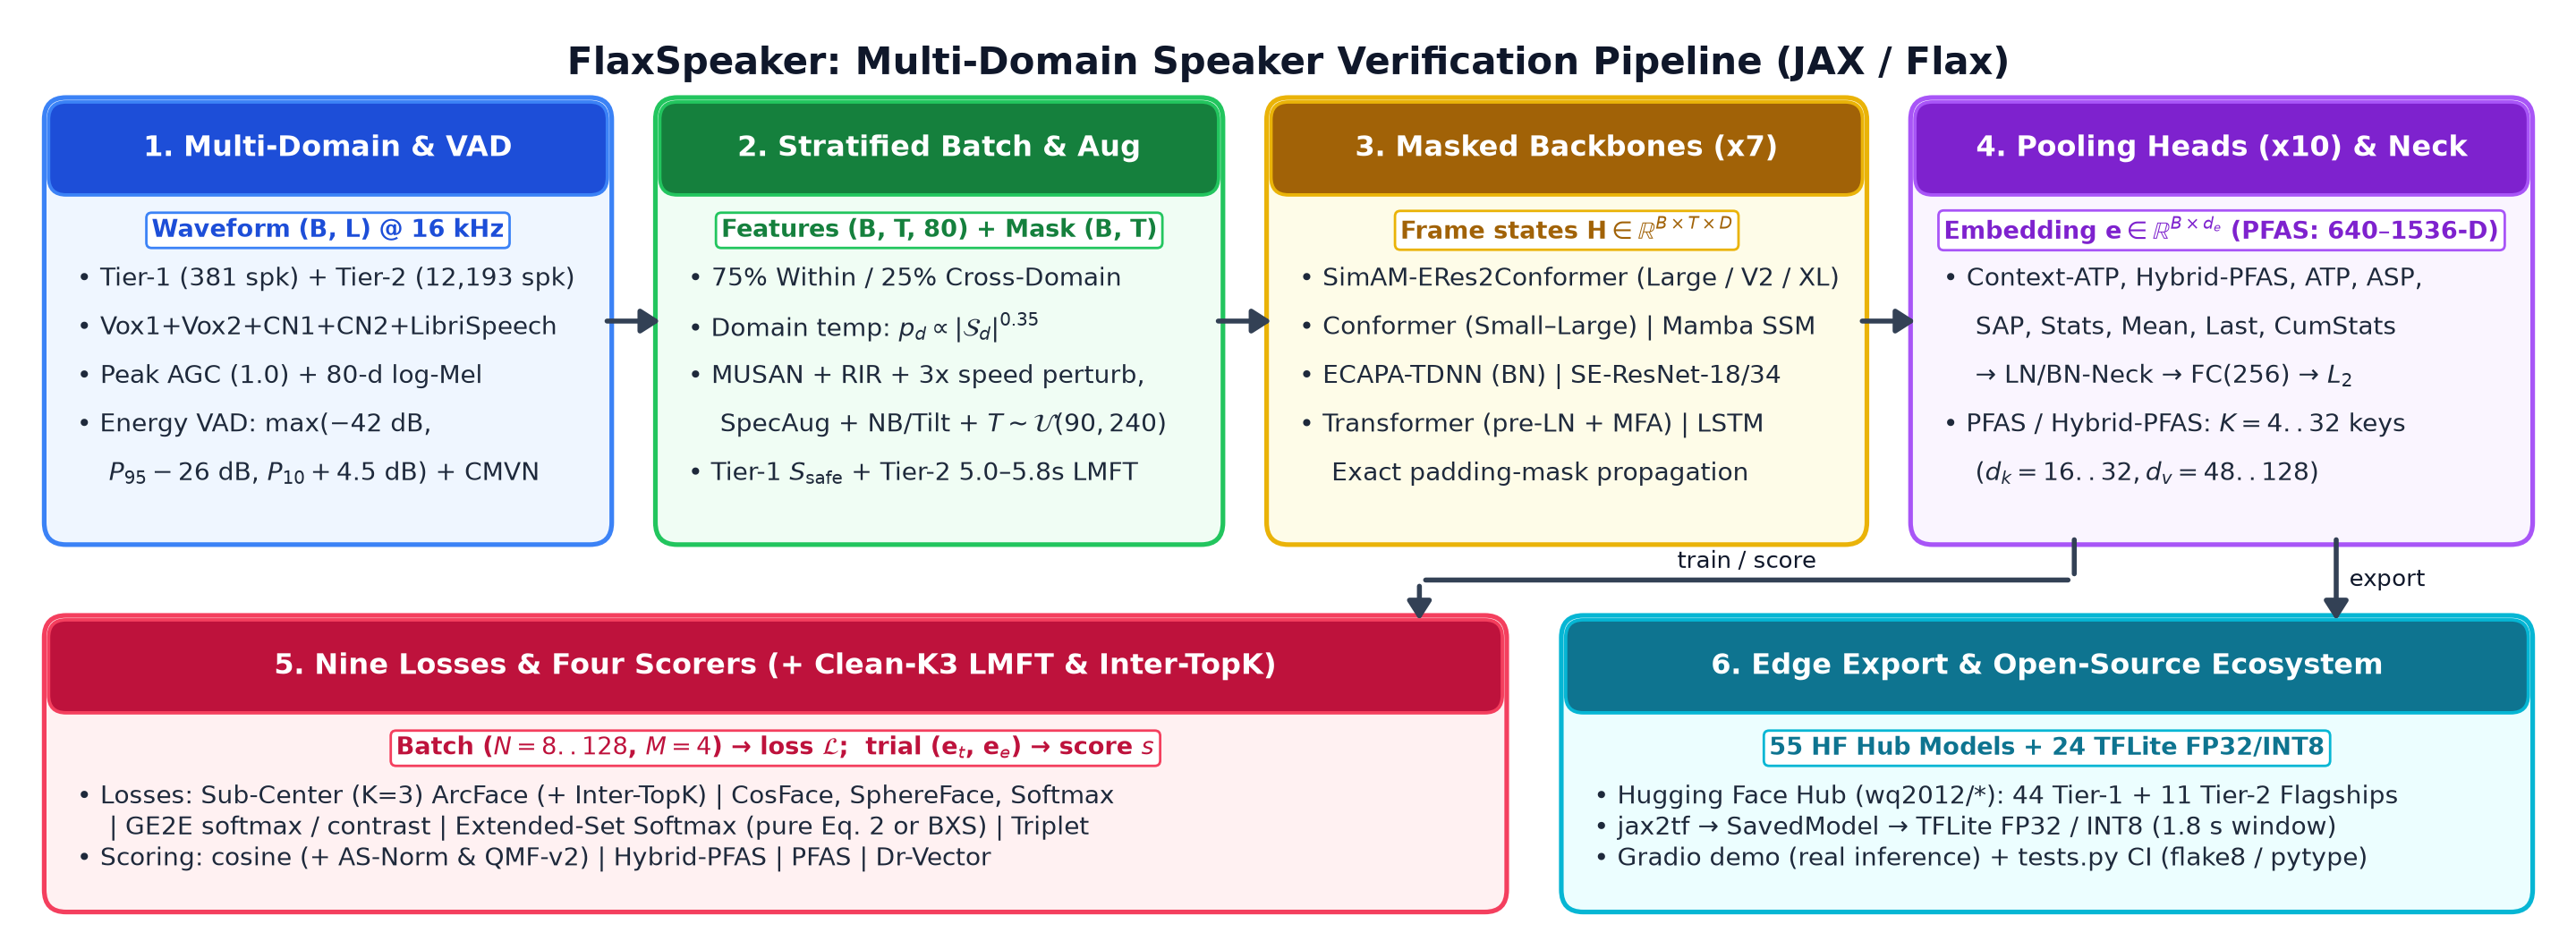 FlaxSpeaker: Multi-Domain Speaker Verification Pipeline (JAX / Flax)
1. Multi-Domain & VAD
Waveform (B, L) @ 16 kHz
• Tier-1 (381 spk) + Tier-2 (12,193 spk)
• Vox1+Vox2+CN1+CN2+LibriSpeech
• Peak AGC (1.0) + 80-d log-Mel
• Energy VAD: max(−42 dB,
P₉₅ − 26 dB, P₁₀ + 4.5 dB) + CMVN
2. Stratified Batch & Aug
Features (B, T, 80) + Mask (B, T)
• 75% Within / 25% Cross-Domain
• Domain temp: p_d ∝ |𝒮_d|^0.35
• MUSAN + RIR + 3x speed perturb,
SpecAug + NB/Tilt + T ∼ 𝒰(90, 240)
• Tier-1 S_safe + Tier-2 5.0–5.8s LMFT
3. Masked Backbones (x7)
Frame states H ∈ ℝ^{B × T × D}
• SimAM-ERes2Conformer (Large / V2 / XL)
• Conformer (Small–Large) | Mamba SSM
• ECAPA-TDNN (BN) | SE-ResNet-18/34
• Transformer (pre-LN + MFA) | LSTM
Exact padding-mask propagation
4. Pooling Heads (x10) & Neck
Embedding e ∈ ℝ^{B × d_e} (PFAS: 640–1536-D)
• Context-ATP, Hybrid-PFAS, ATP, ASP,
SAP, Stats, Mean, Last, CumStats
→ LN/BN-Neck → FC(256) → L₂
• PFAS / Hybrid-PFAS: K = 4..32 keys
(d_k = 16..32, d_v = 48..128)
train / score
export
5. Nine Losses & Four Scorers (+ Clean-K3 LMFT & Inter-TopK)
Batch (N = 8..128, M = 4) → loss ℒ; trial (e_t, e_e) → score s
• Losses: Sub-Center (K=3) ArcFace (+ Inter-TopK) | CosFace, SphereFace, Softmax
| GE2E softmax / contrast | Extended-Set Softmax (pure Eq. 2 or BXS) | Triplet
• Scoring: cosine (+ AS-Norm & QMF-v2) | Hybrid-PFAS | PFAS | Dr-Vector
6. Edge Export & Open-Source Ecosystem
55 HF Hub Models + 24 TFLite FP32/INT8
• Hugging Face Hub (wq2012/*): 44 Tier-1 + 11 Tier-2 Flagships
• jax2tf → SavedModel → TFLite FP32 / INT8 (1.8 s window)
• Gradio demo (real inference) + tests.py CI (flake8 / pytype)